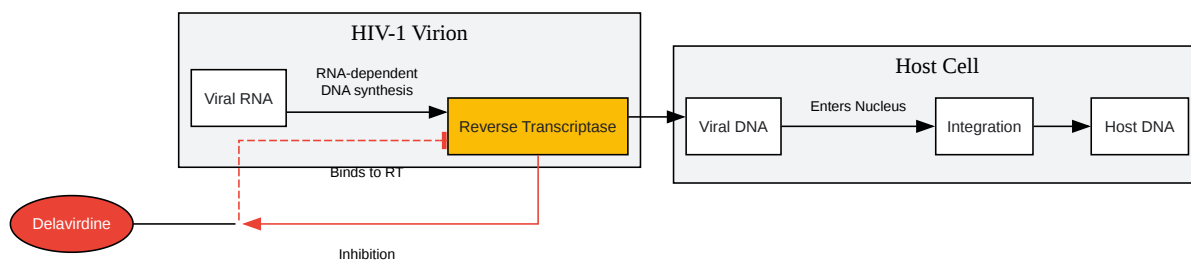 HIV-1 Virion
Host Cell
RNA-dependent
DNA synthesis
Viral RNA
Reverse Transcriptase
Enters Nucleus
Viral DNA
Integration
Host DNA
Binds to RT
Delavirdine
Inhibition